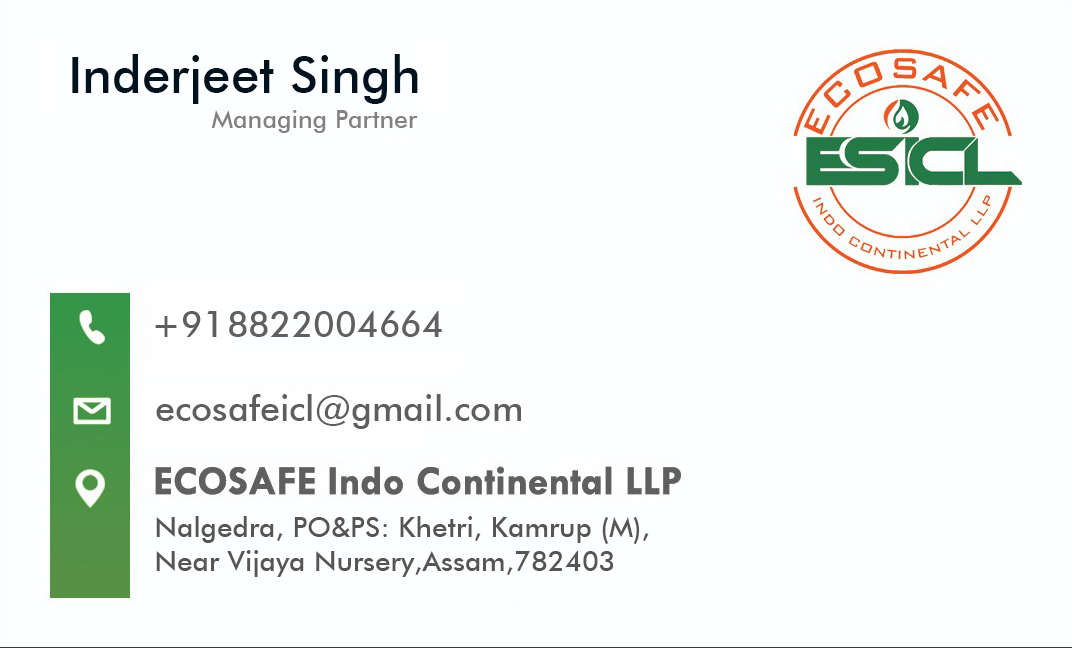 Inderjeet Singh
Managing Partner
ECOSAFE
ESICL
INDO CONTINENTAL LLP
+918822004664
ecosafeicl@gmail.com
ECOSAFE Indo Continental LLP
Nalgedra, PO&PS: Khetri, Kamrup (M),
Near Vijaya Nursery,Assam,782403